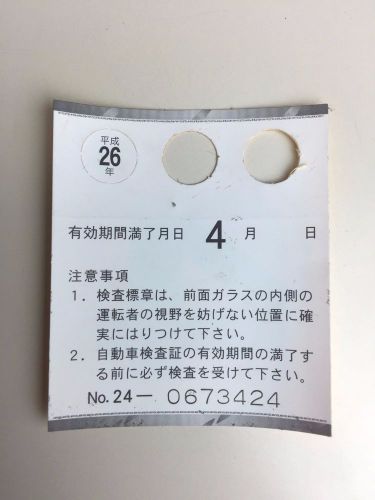 平成
26
年
有効期間満了月日 4 月 日
注意事項
1．検査標章は、前面ガラスの内側の
運転者の視野を妨げない位置に確
実にはりつけて下さい。
2．自動車検査証の有効期間の満了す
る前に必ず検査を受けて下さい。
No.24ー 0673424